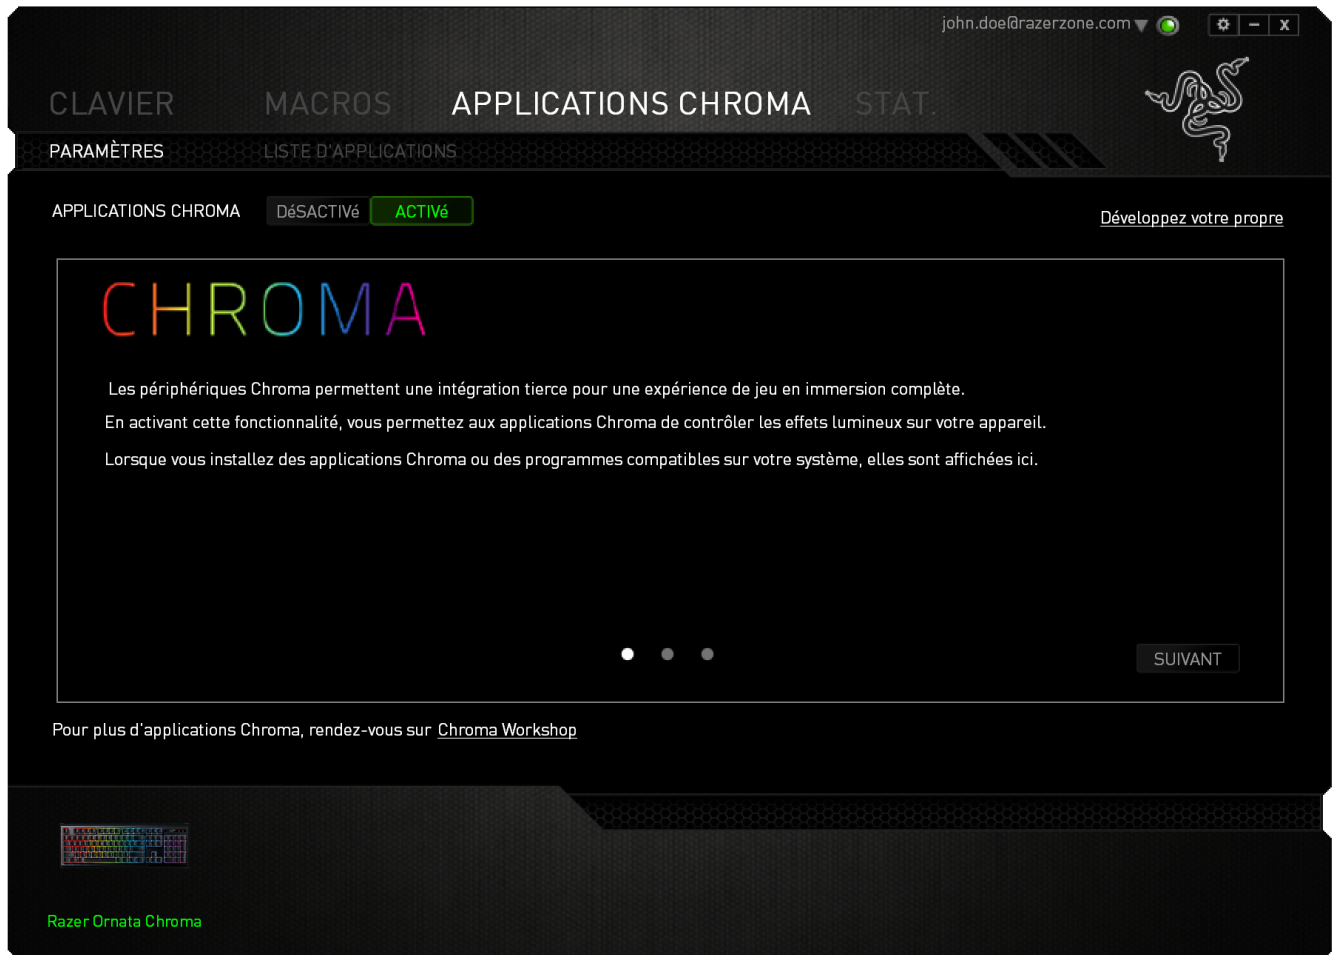 john.doe@razerzone.com
CLAVIER MACROS APPLICATIONS CHROMA STAT.
PARAMÈTRES LISTE D'APPLICATIONS
APPLICATIONS CHROMA DéSACTIVé ACTIVé
Développez votre propre
CHROMA
Les périphériques Chroma permettent une intégration tierce pour une expérience de jeu en immersion complète.
En activant cette fonctionnalité, vous permettez aux applications Chroma de contrôler les effets lumineux sur votre appareil.
Lorsque vous installez des applications Chroma ou des programmes compatibles sur votre système, elles sont affichées ici.
SUIVANT
Pour plus d'applications Chroma, rendez-vous sur Chroma Workshop
Razer Ornata Chroma